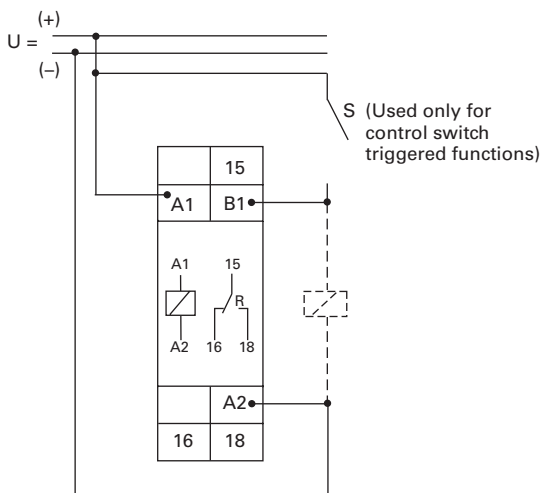 (+)
U =
(–)
S (Used only for
control switch
triggered functions)
15
A1 B1
A1 15
R
A2 16 18
A2
16 18